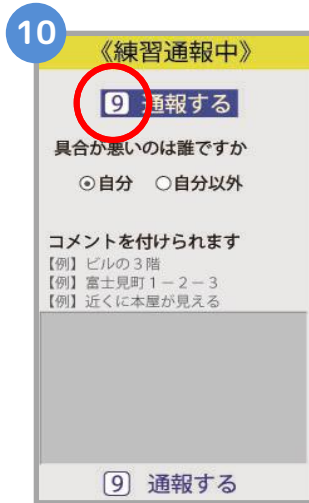 10
《練習通報中》
9 通報する
具合が悪いのは誰ですか
◉自分 ○自分以外
コメントを付けられます
【例】ビルの3階
【例】富士見町1-2-3
【例】近くに本屋が見える
9 通報する